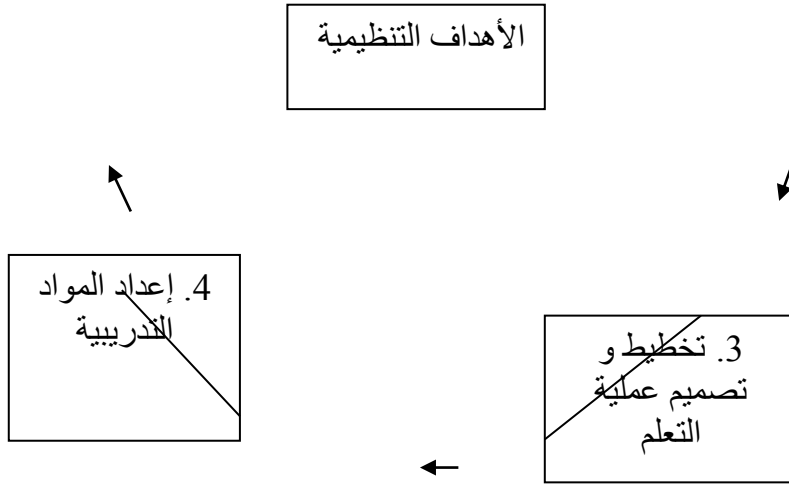 الأهداف التنظيمية
4. إعداد المواد
التدريبية
3. تخطيط و
تصميم عملية
التعلم